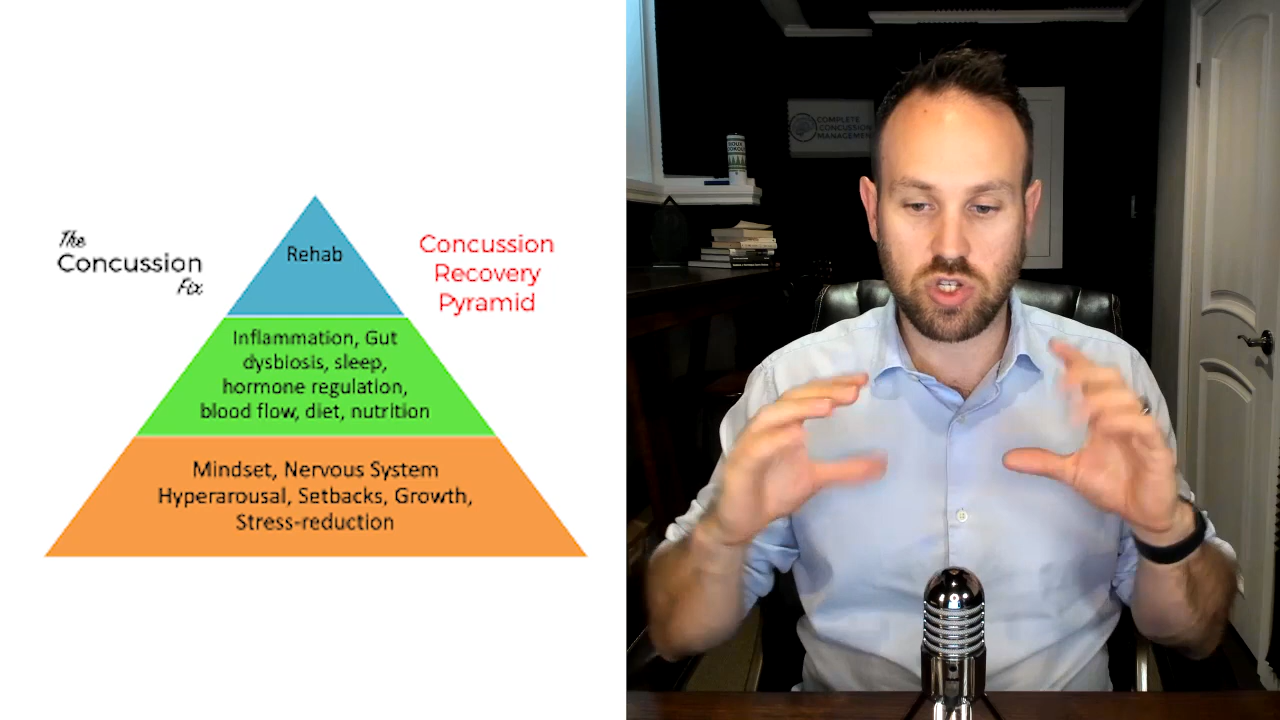 The
Concussion
Fix
Concussion
Recovery
Pyramid
Rehab
Inflammation, Gut
dysbiosis, sleep,
hormone regulation,
blood flow, diet, nutrition
Mindset, Nervous System
Hyperarousal, Setbacks, Growth,
Stress-reduction
COMPLETE
CONCUSSION
MANAGEMENT